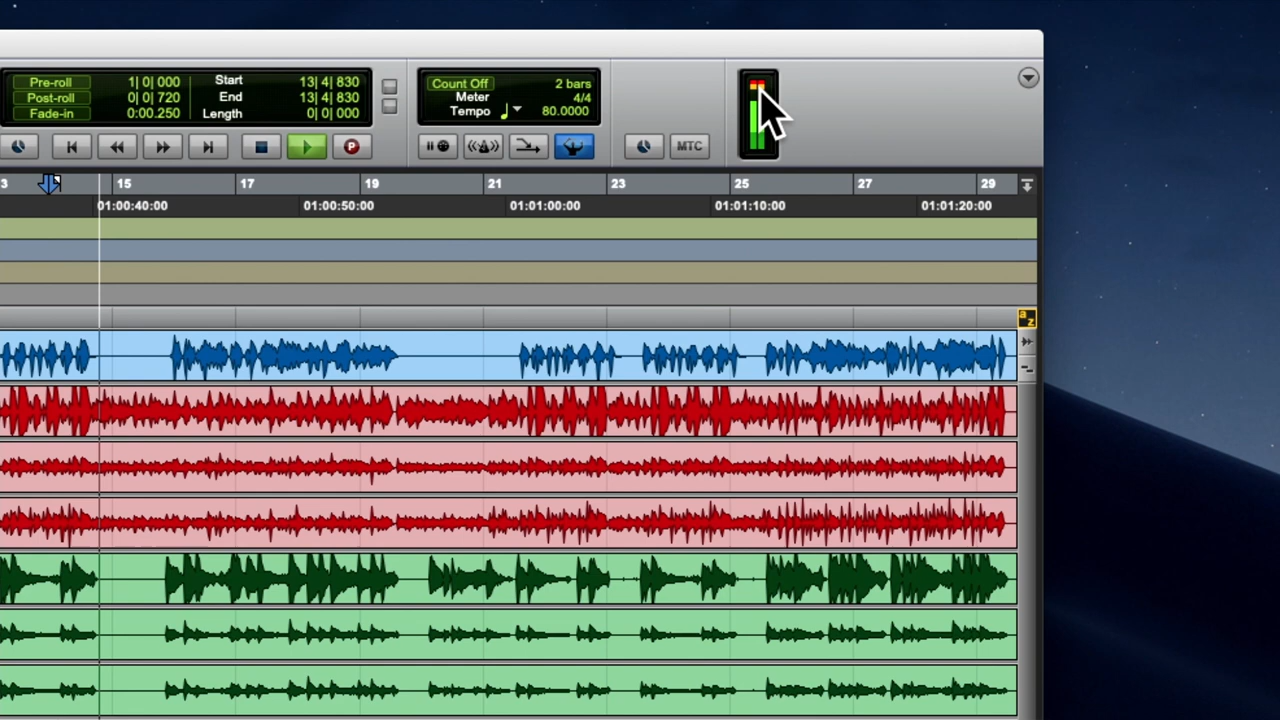 Pre-roll 1| 0| 000 Start 13| 4| 830
Post-roll 0| 0| 720 End 13| 4| 830
Fade-in 0:00.250 Length 0| 0| 000
Count Off 2 bars
Meter 4/4
Tempo 80.0000
P
MTC
3 15 17 19 21 23 25 27 29
01:00:40:00 01:00:50:00 01:01:00:00 01:01:10:00 01:01:20:00
a
z